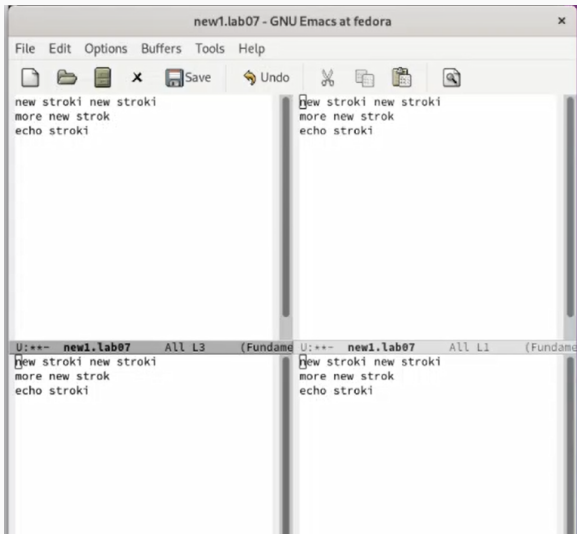 new1.lab07 - GNU Emacs at fedora
File Edit Options Buffers Tools Help
Save Undo
new stroki new stroki
more new strok
echo stroki
new stroki new stroki
more new strok
echo stroki
U:**- new1.lab07 All L3 (Fundame
U:**- new1.lab07 All L1 (Fundame
new stroki new stroki
more new strok
echo stroki
new stroki new stroki
more new strok
echo stroki